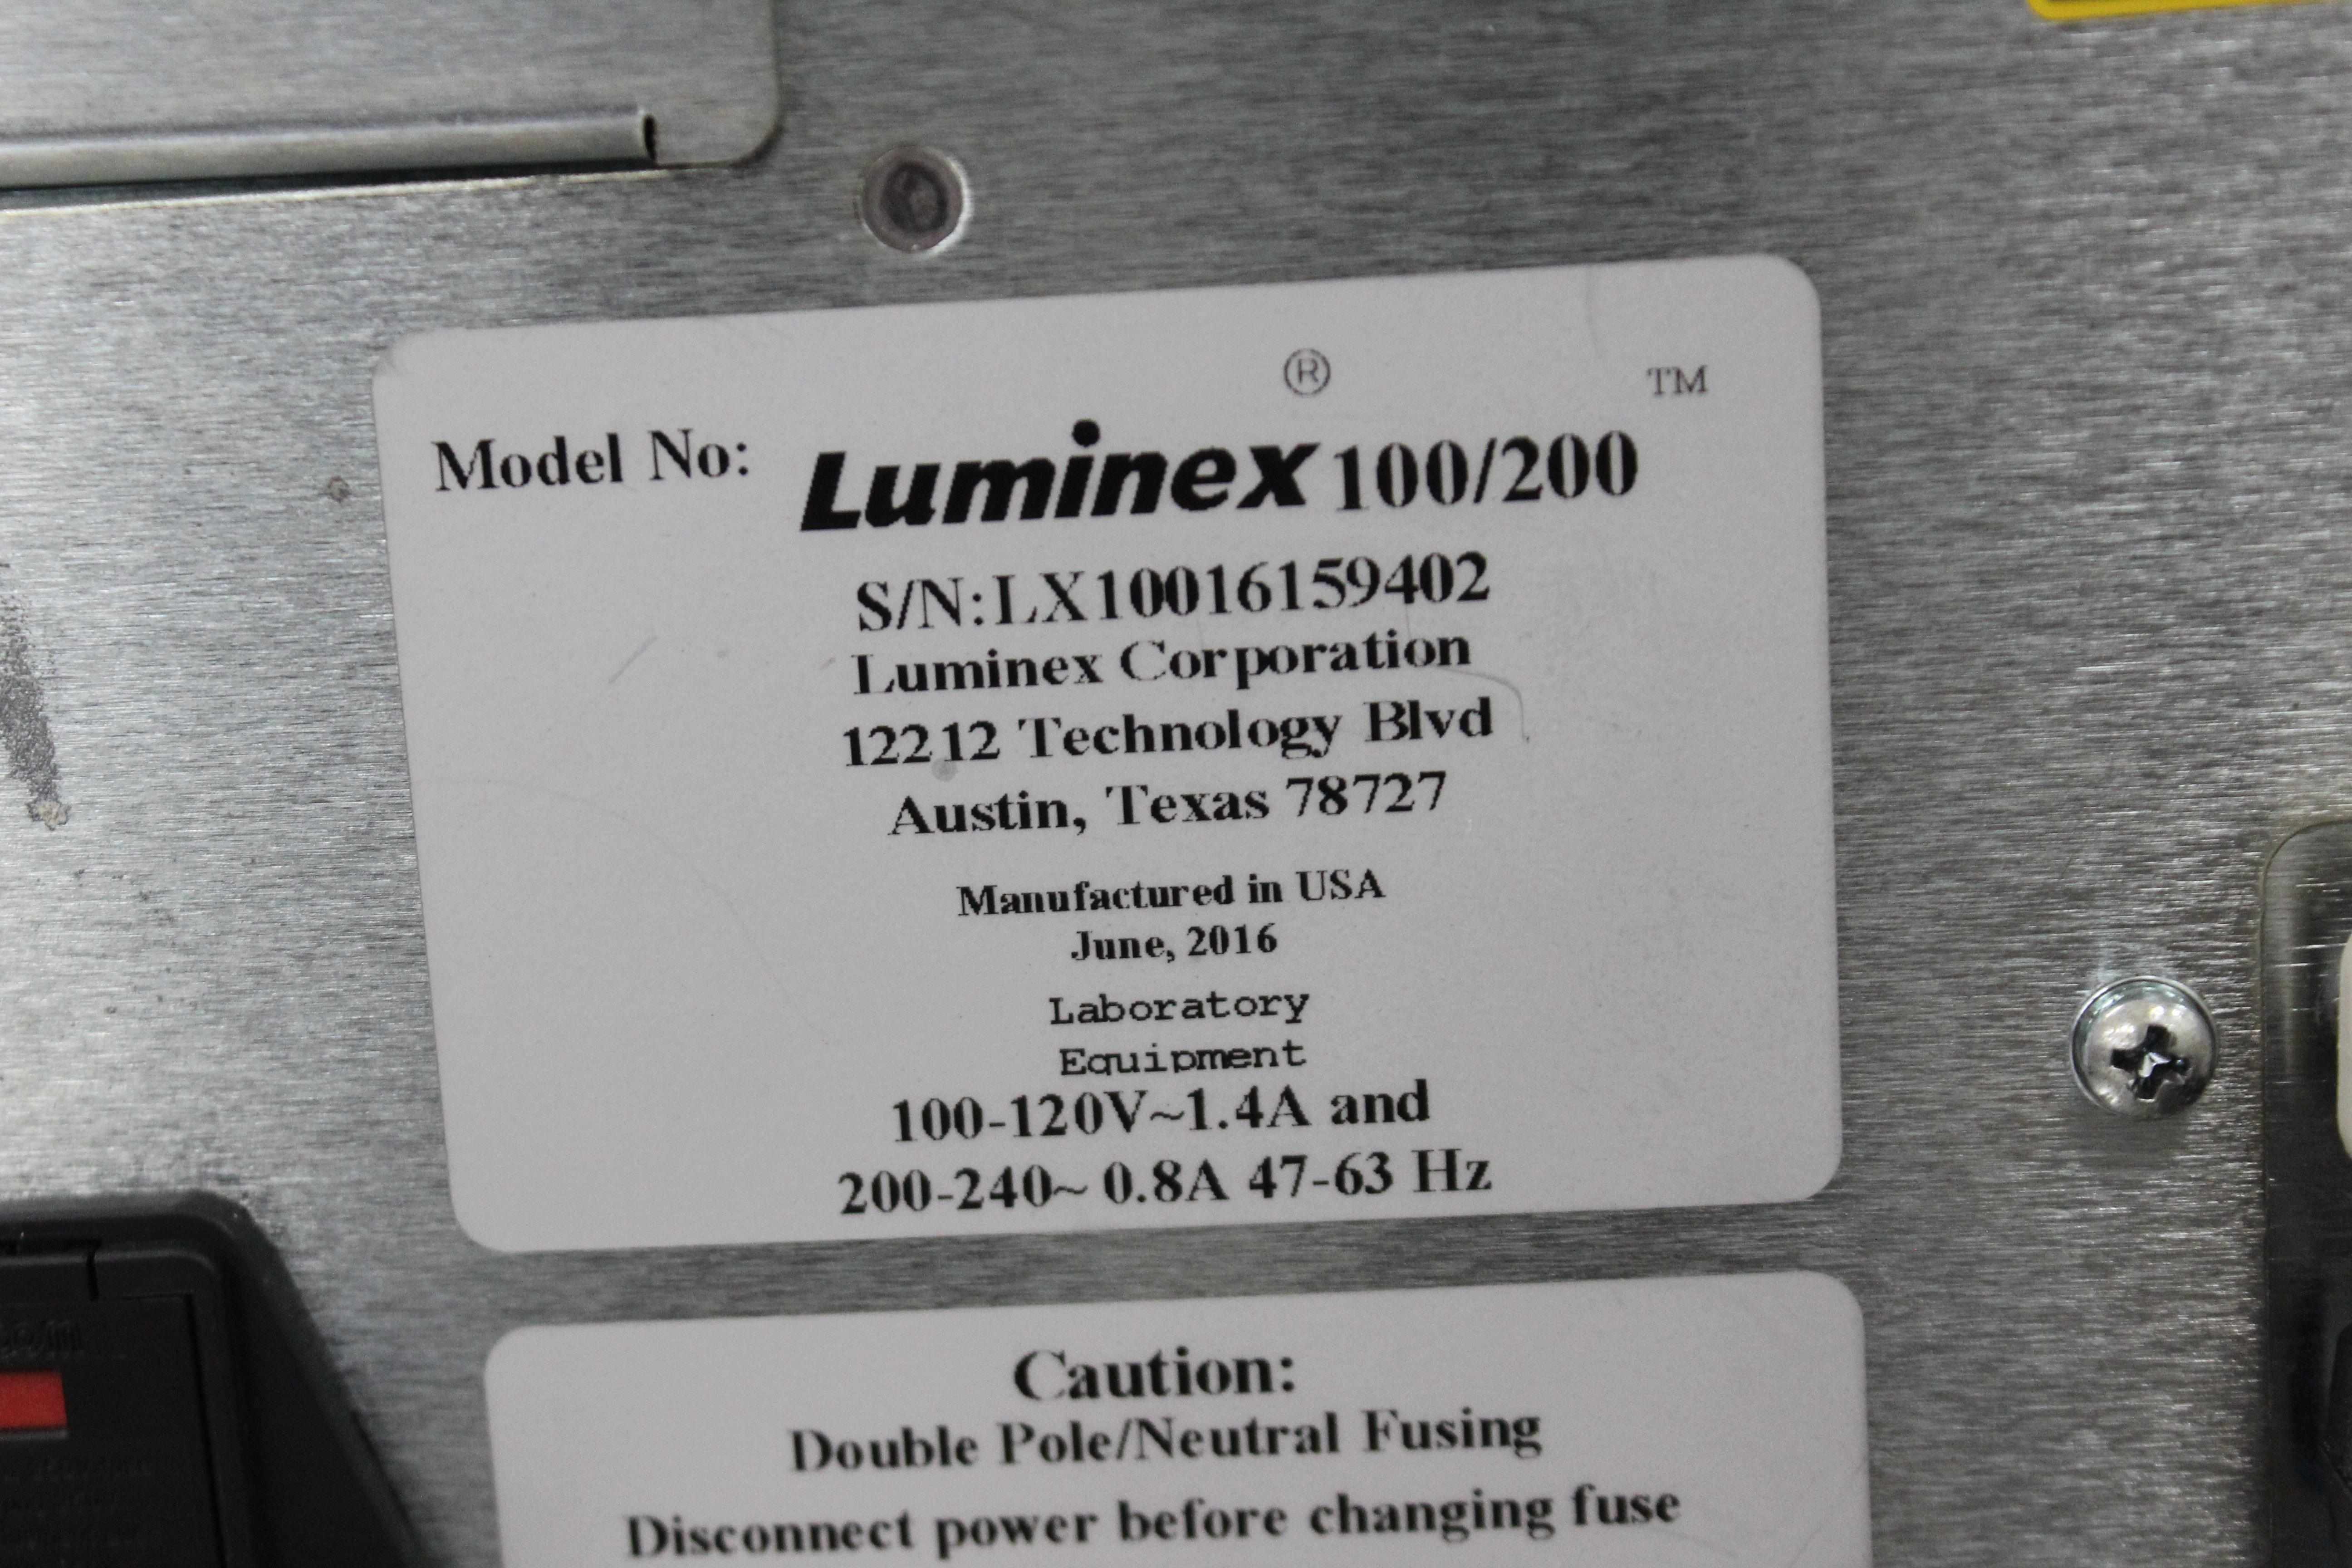 ® ™
Model No: Luminex 100/200
S/N:LX10016159402
Luminex Corporation
12212 Technology Blvd
Austin, Texas 78727
Manufactured in USA
June, 2016
Laboratory
Equipment
100-120V~1.4A and
200-240~ 0.8A 47-63 Hz
Caution:
Double Pole/Neutral Fusing
Disconnect power before changing fuse